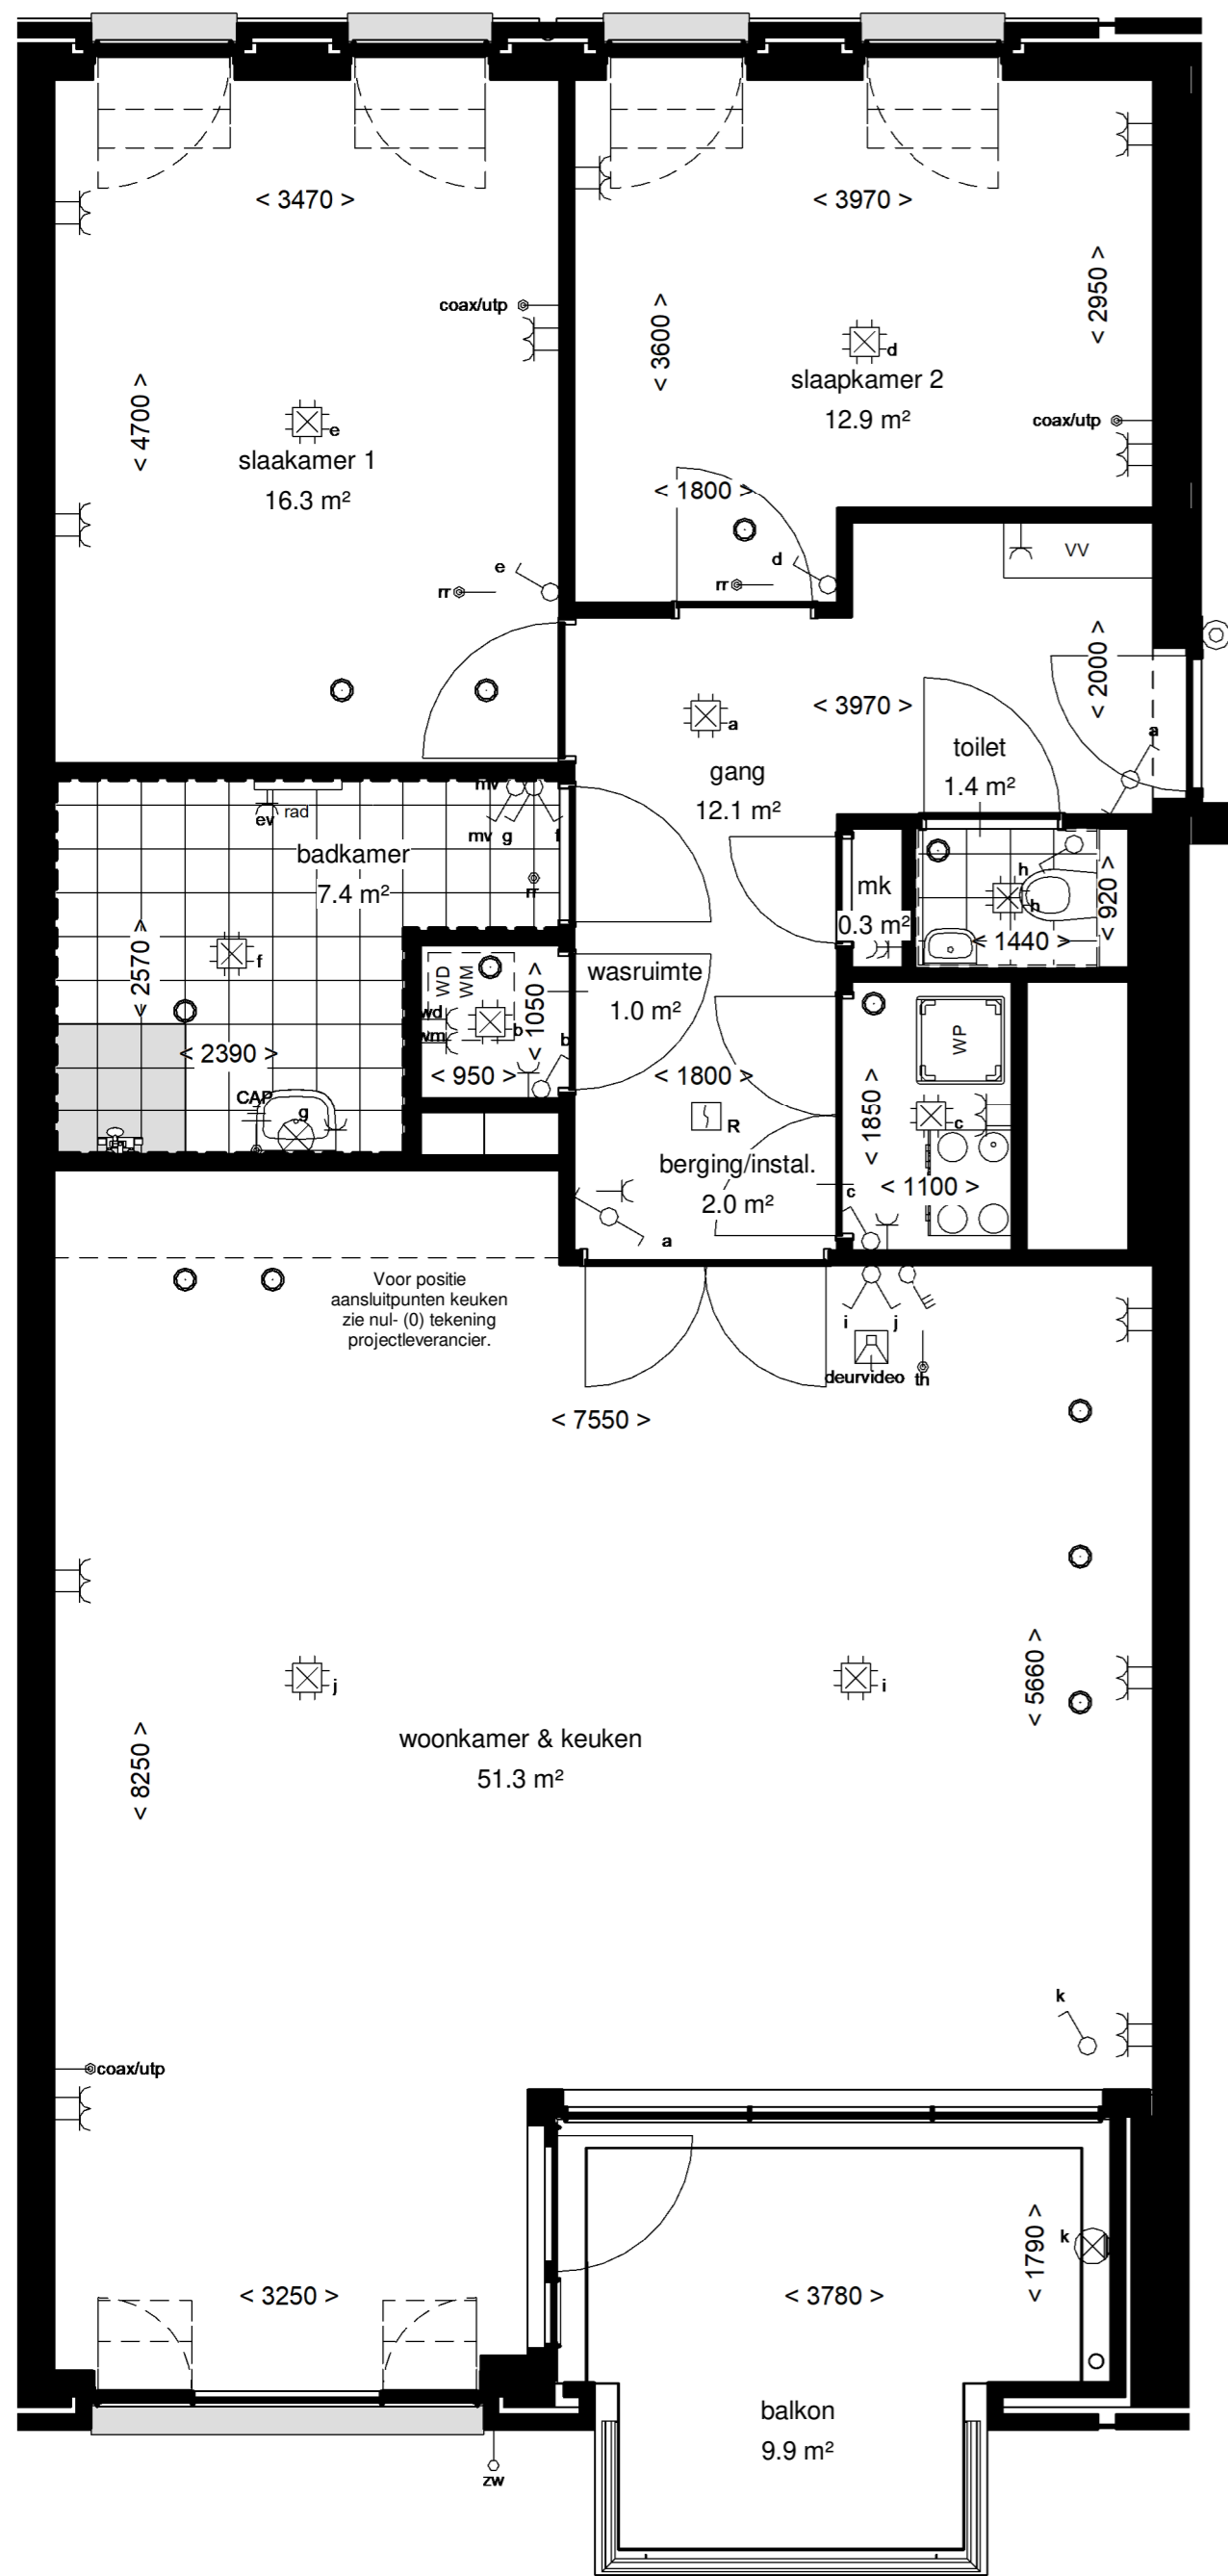 < 3470 >
< 3970 >
< 2950 >
< 3600 >
coax/utp
d
slaapkamer 2
12.9 m²
< 4700 >
e
slaakamer 1
16.3 m²
coax/utp
< 1800 >
VV
e
d
rr
rr
< 2000 >
< 3970 >
a
a
toilet
1.4 m²
gang
12.1 m²
mv
ev
rad
mv
g
f
badkamer
7.4 m²
rr
mk
0.3 m²
h
h
< 920 >
< 1440 >
f
< 2570 >
WD
WM
wasruimte
1.0 m²
wd
wm
b
b
< 1050 >
WP
< 2390 >
< 950 >
< 1800 >
CAP
g
R
< 1850 >
c
berging/instal.
2.0 m²
< 1100 >
c
a
Voor positie
aansluitpunten keuken
zie nul- (0) tekening
projectleverancier.
i
j
deurvideo
th
< 7550 >
j
i
< 5660 >
woonkamer & keuken
51.3 m²
< 8250 >
k
coax/utp
< 1790 >
k
< 3250 >
< 3780 >
balkon
9.9 m²
zw